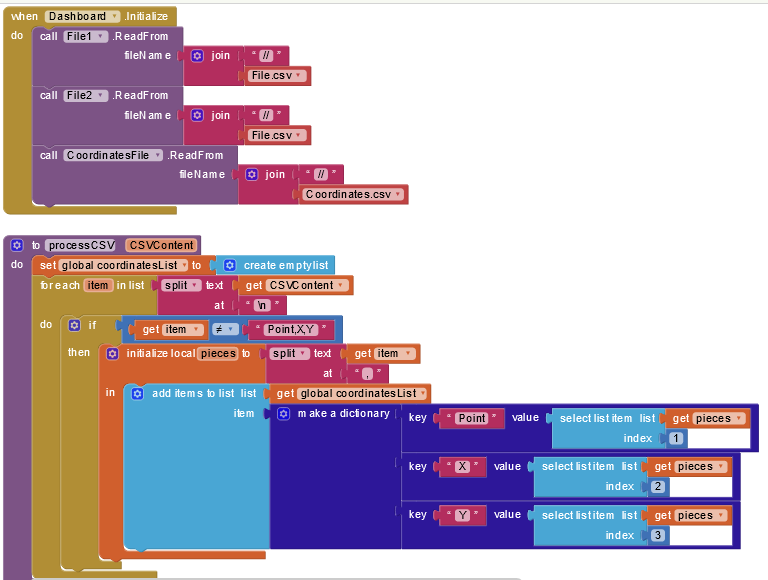 when Dashboard .Initialize
do call File1 .ReadFrom
fileName join " // "
File.csv
call File2 .ReadFrom
fileName join " // "
File.csv
call CoordinatesFile .ReadFrom
fileName join " // "
Coordinates.csv
to processCSV CSVContent
do set global coordinatesList to create empty list
for each item in list split text get CSVContent
at " \n "
do if get item ≠ " Point,X,Y "
then initialize local pieces to split text get item
at " , "
in add items to list list get global coordinatesList
item make a dictionary key " Point " value select list item list get pieces
index 1
key " X " value select list item list get pieces
index 2
key " Y " value select list item list get pieces
index 3